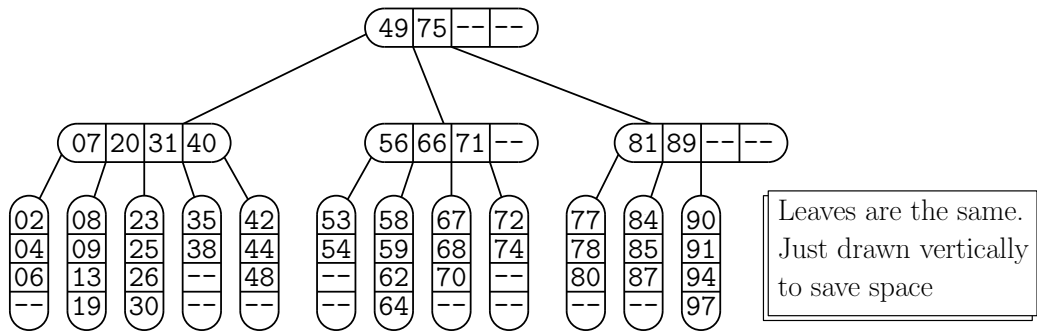 49 75 -- --
07 20 31 40
56 66 71 --
81 89 -- --
02 08 23 35 42 53 58 67 72 77 84 90
04 09 25 38 44 54 59 68 74 78 85 91
06 13 26 -- 48 -- 62 70 -- 80 87 94
-- 19 30 -- -- -- 64 -- -- -- -- 97
Leaves are the same.
Just drawn vertically
to save space